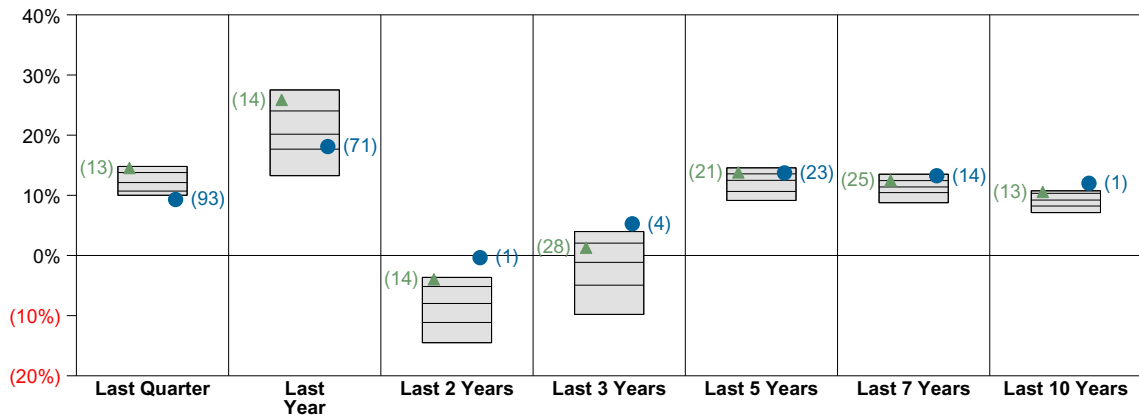 40%
30%
20%
10%
0%
(10%)
(20%)
(13)
(93)
(14)
(71)
(14)
(1)
(28)
(4)
(21)
(23)
(25)
(14)
(13)
(1)
Last Quarter
Last
Year
Last 2 Years
Last 3 Years
Last 5 Years
Last 7 Years
Last 10 Years